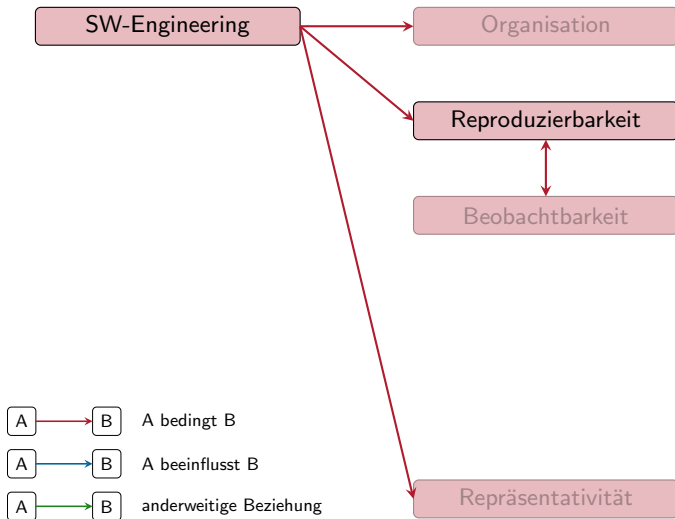 SW-Engineering
Organisation
Reproduzierbarkeit
Beobachtbarkeit
A B A bedingt B
A B A beeinflusst B
Repräsentativität
A B anderweitige Beziehung